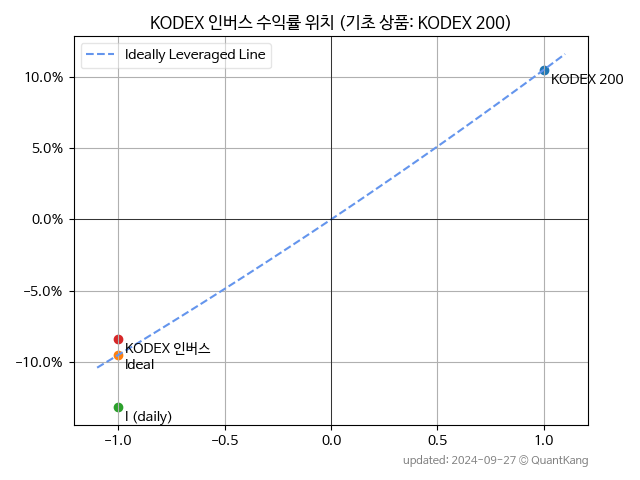 KODEX 인버스 수익률 위치 (기초 상품: KODEX 200)
Ideally Leveraged Line
10.0%
KODEX 200
5.0%
0.0%
−5.0%
KODEX 인버스
−10.0%
Ideal
I (daily)
−1.0 −0.5 0.0 0.5 1.0
updated: 2024-09-27 © QuantKang